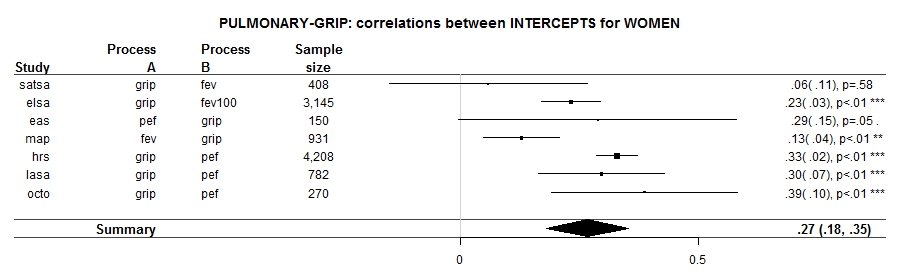 PULMONARY-GRIP: correlations between INTERCEPTS for WOMEN
Process Process Sample
Study A B size
satsa grip fev 408 .06( .11), p=.58
elsa grip fev100 3,145 .23( .03), p<.01 ***
eas pef grip 150 .29( .15), p=.05 .
map fev grip 931 .13( .04), p<.01 **
hrs grip pef 4,208 .33( .02), p<.01 ***
lasa grip pef 782 .30( .07), p<.01 ***
octo grip pef 270 .39( .10), p<.01 ***
Summary .27 (.18, .35)
0 0.5